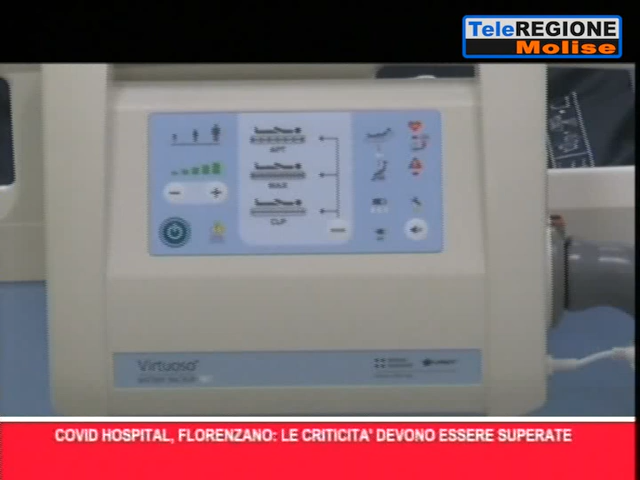 TeleREGIONE
Molise
APT
MAX
CLP
Virtuoso
COVID HOSPITAL, FLORENZANO: LE CRITICITA' DEVONO ESSERE SUPERATE